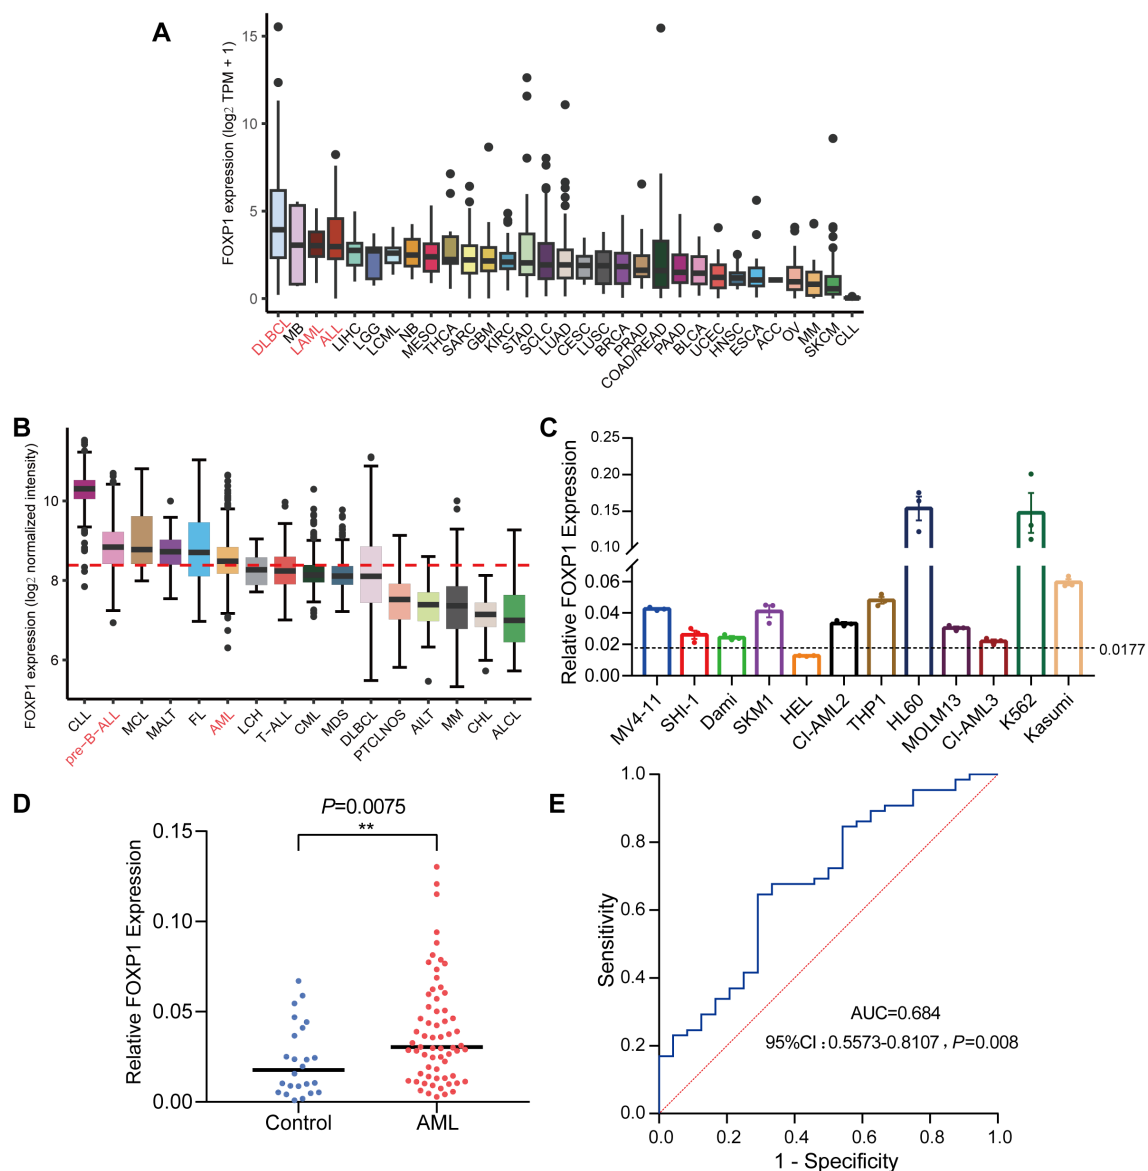 A
FOXP1 expression (log2 TPM + 1)
15
10
5
0
DLBCL
MB
LAML
ALL
LIHC
LGG
LCML
NB
MESO
THCA
SARC
GBM
KIRC
STAD
SCLC
LUAD
CESC
LUSC
BRCA
PRAD
COAD/READ
PAAD
BLCA
UCEC
HNSC
ESCA
ACC
OV
MM
SKCM
CLL
B
FOXP1 expression (log2 normalized intensity)
10
8
6
CLL
pre−B−ALL
MCL
MALT
FL
AML
LCH
T−ALL
CML
MDS
DLBCL
PTCLNOS
AILT
MM
CHL
ALCL
C
Relative FOXP1 Expression
0.25
0.20
0.15
0.10
0.06
0.04
0.02
0.00
0.0177
MV4-11
SHI-1
Dami
SKM1
HEL
CI-AML2
THP1
HL60
MOLM13
CI-AML3
K562
Kasumi
D
P=0.0075
**
Relative FOXP1 Expression
0.15
0.10
0.05
0.00
Control
AML
E
Sensitivity
1.0
0.8
0.6
0.4
0.2
0.0
AUC=0.684
95%CI : 0.5573-0.8107 , P=0.008
0.0
0.2
0.4
0.6
0.8
1.0
1 - Specificity